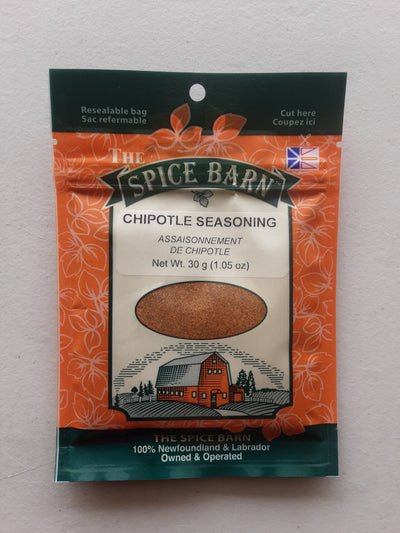 Resealable bag
Sac refermable
Cut here
Coupez ici
THE
SPICE BARN
CHIPOTLE SEASONING
ASSAISONNEMENT
DE CHIPOTLE
Net Wt. 30 g (1.05 oz)
THE SPICE BARN
100% Newfoundland & Labrador
Owned & Operated